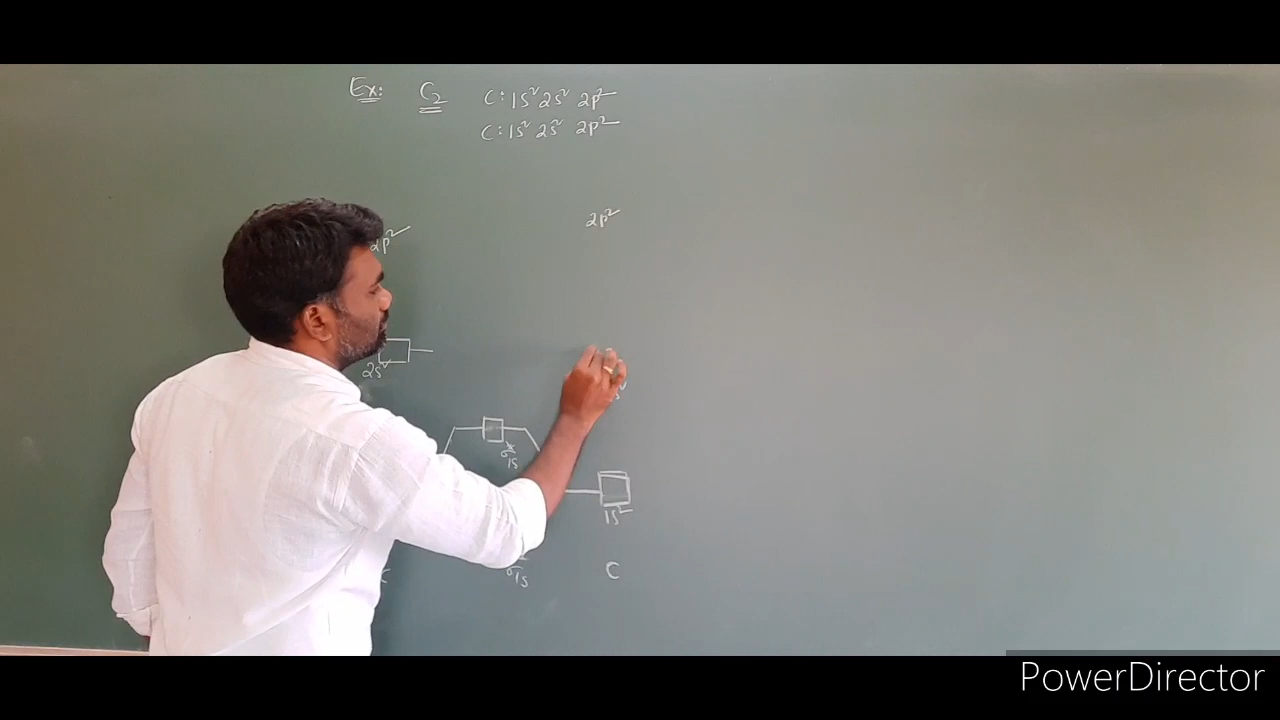 Ex: C₂ C: 1s² 2s² 2p²
C: 1s² 2s² 2p²
2p² 2p²
2s²
σ*1s
1s²
σ1s C
PowerDirector